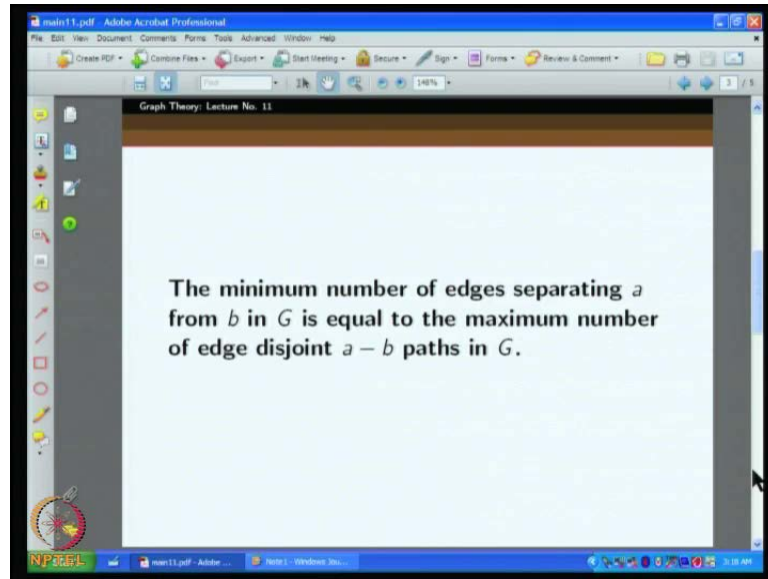 main11.pdf - Adobe Acrobat Professional
File Edit View Document Comments Forms Tools Advanced Window Help
Create PDF Combine Files Export Start Meeting Secure Sign Forms Review & Comment
148% 3 / 5
Graph Theory: Lecture No. 11
The minimum number of edges separating a
from b in G is equal to the maximum number
of edge disjoint a – b paths in G.
NPTEL
main11.pdf - Adobe ... Note1 - Windows Jou... 3:16 AM